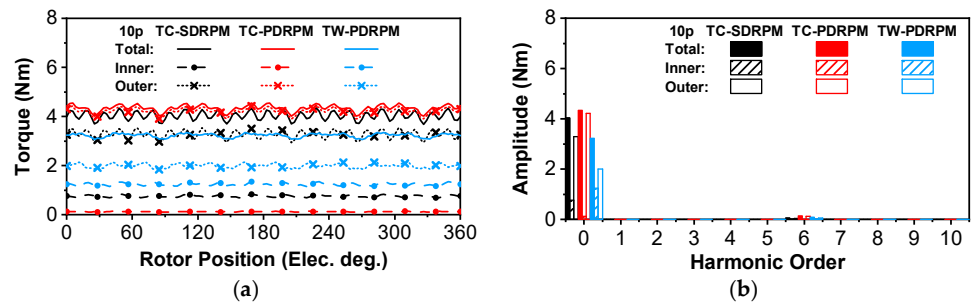 10p TC-SDRPM TC-PDRPM TW-PDRPM
Total:
Inner:
Outer:
8
6
4
2
0
Torque (Nm)
0 60 120 180 240 300 360
Rotor Position (Elec. deg.)
(a)
10p TC-SDRPM TC-PDRPM TW-PDRPM
Total:
Inner:
Outer:
8
6
4
2
0
Amplitude (Nm)
0 1 2 3 4 5 6 7 8 9 10
Harmonic Order
(b)